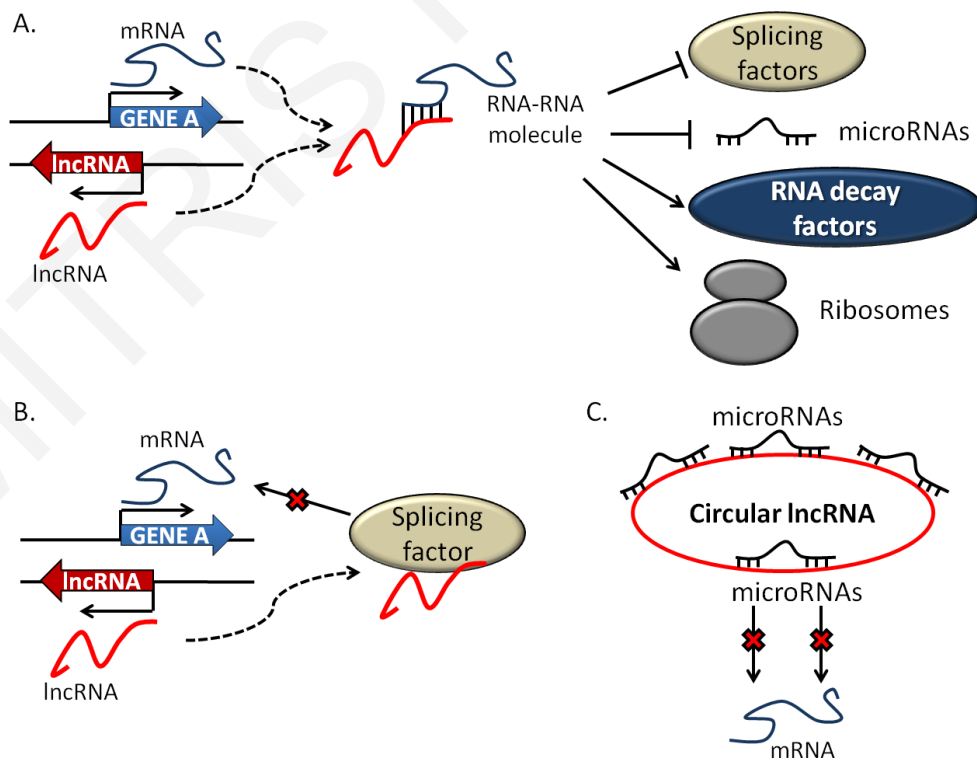 A.
mRNA
GENE A
lncRNA
lncRNA
RNA-RNA
molecule
Splicing
factors
microRNAs
RNA decay
factors
Ribosomes
B.
mRNA
GENE A
lncRNA
lncRNA
Splicing
factor
C.
microRNAs
Circular lncRNA
microRNAs
mRNA